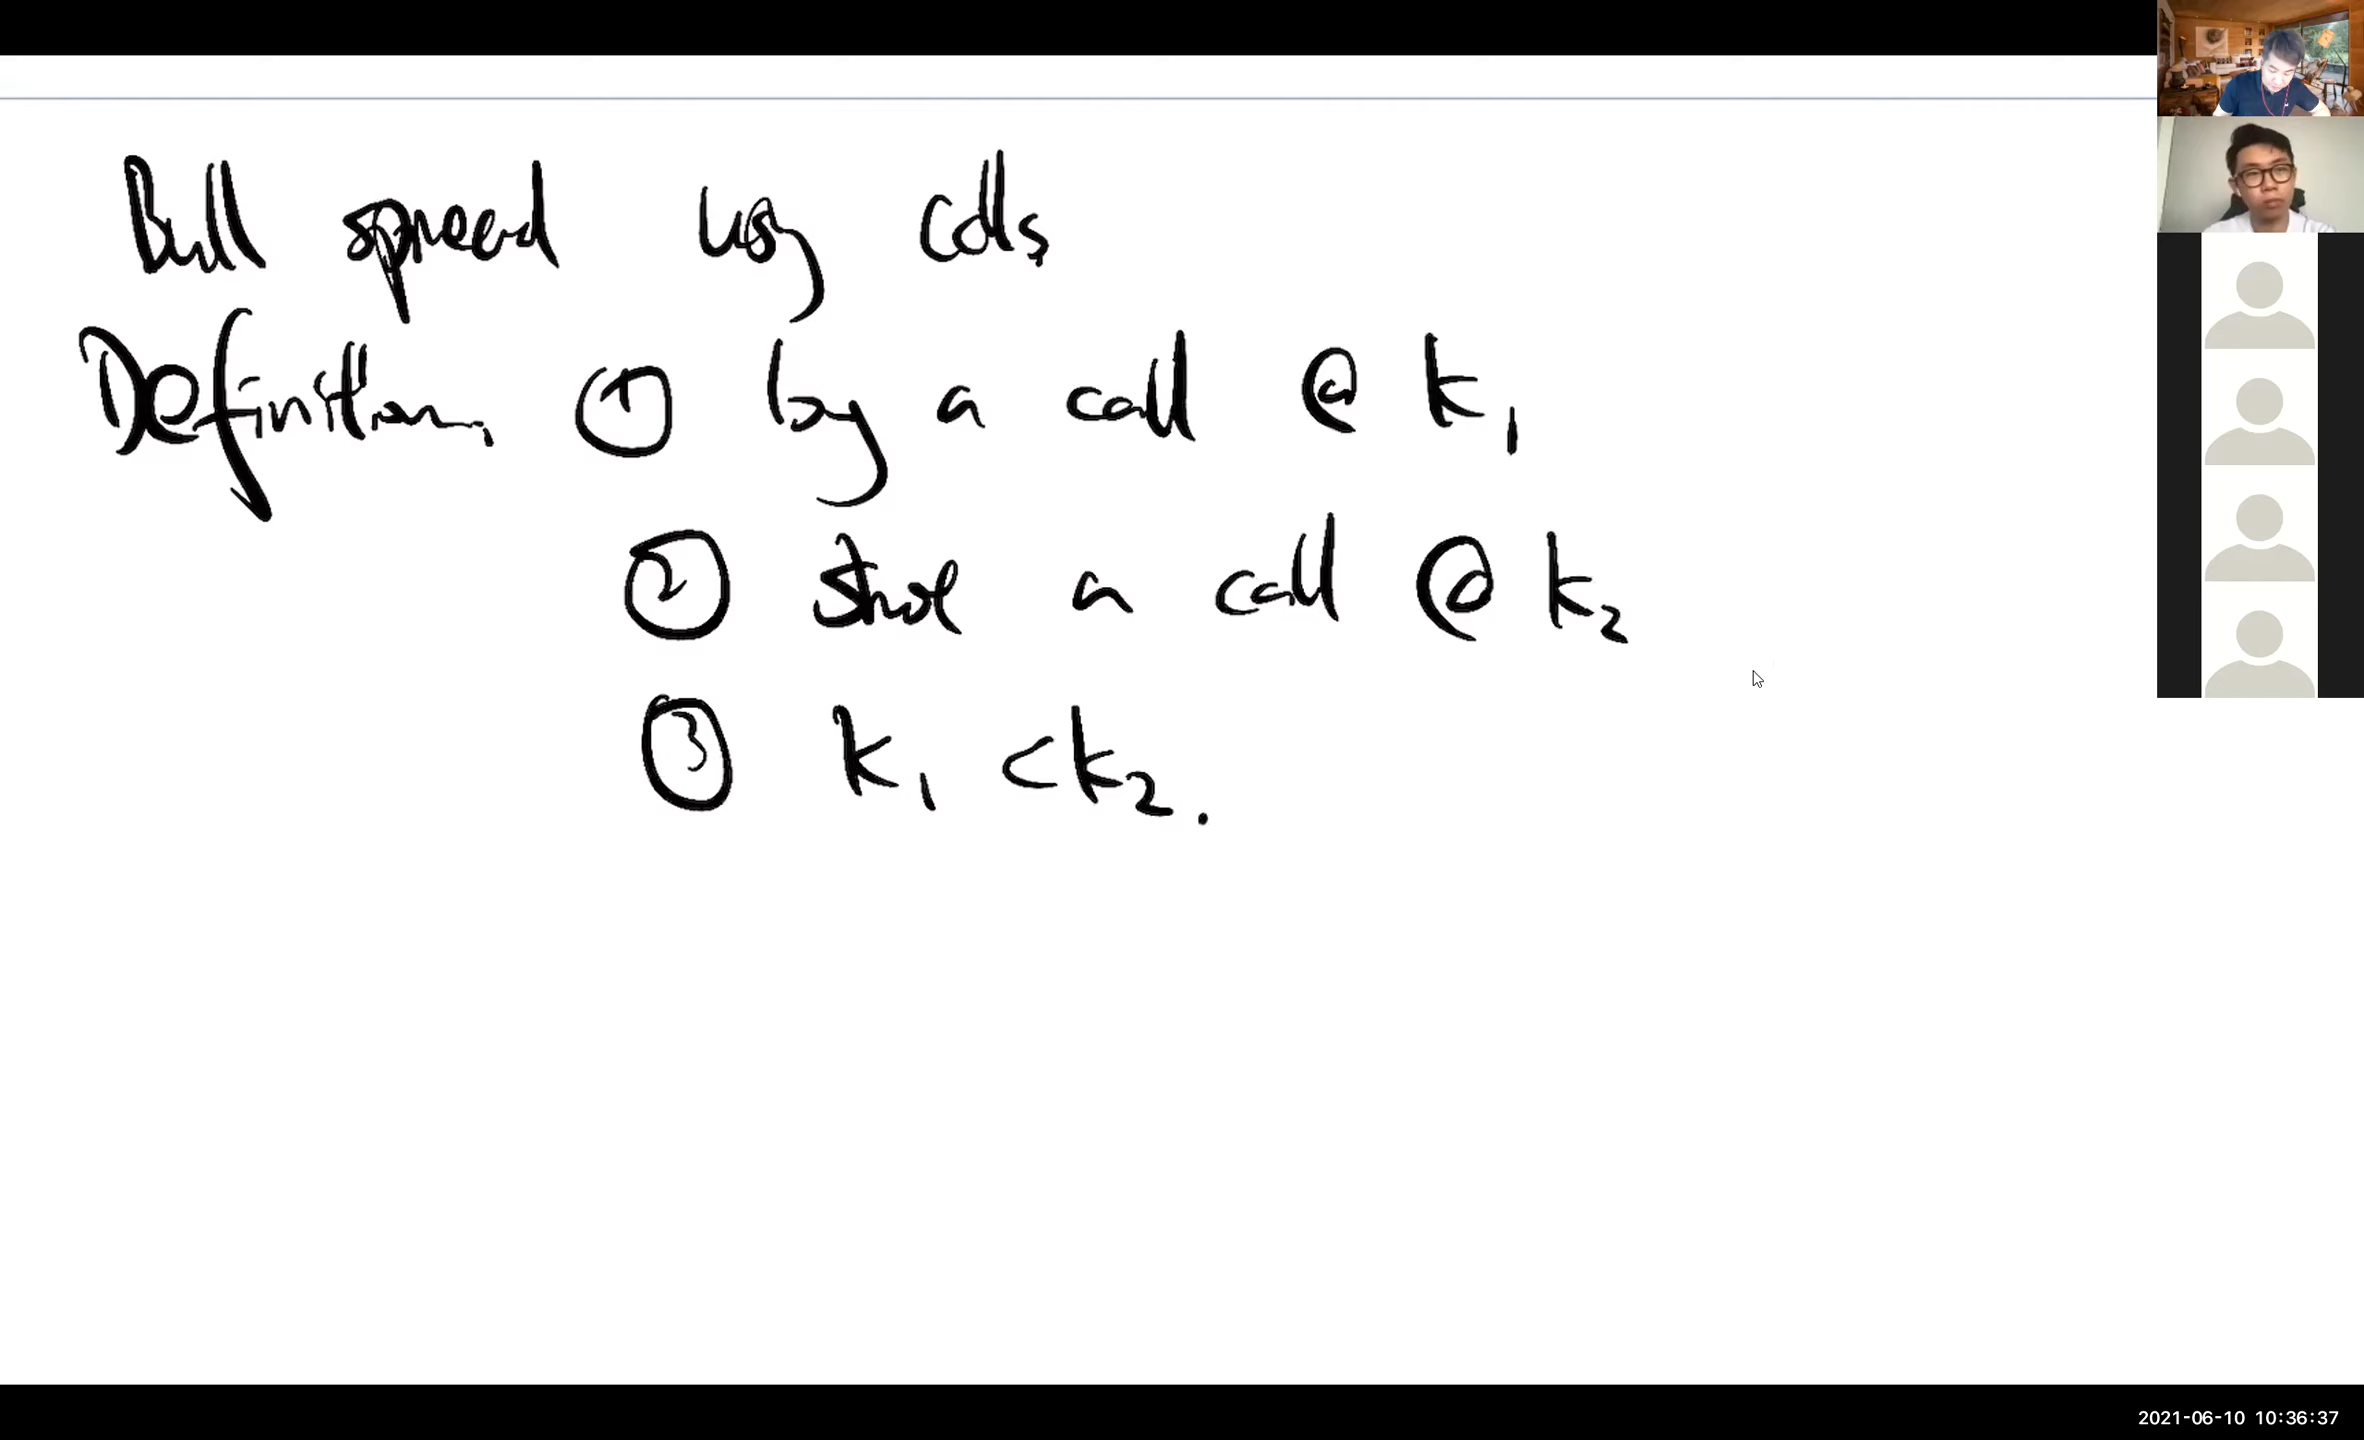 Bull spread using calls
Definition. ① buy a call @ K1
② short a call @ K2
③ K1 < K2.
2021-06-10 10:36:37